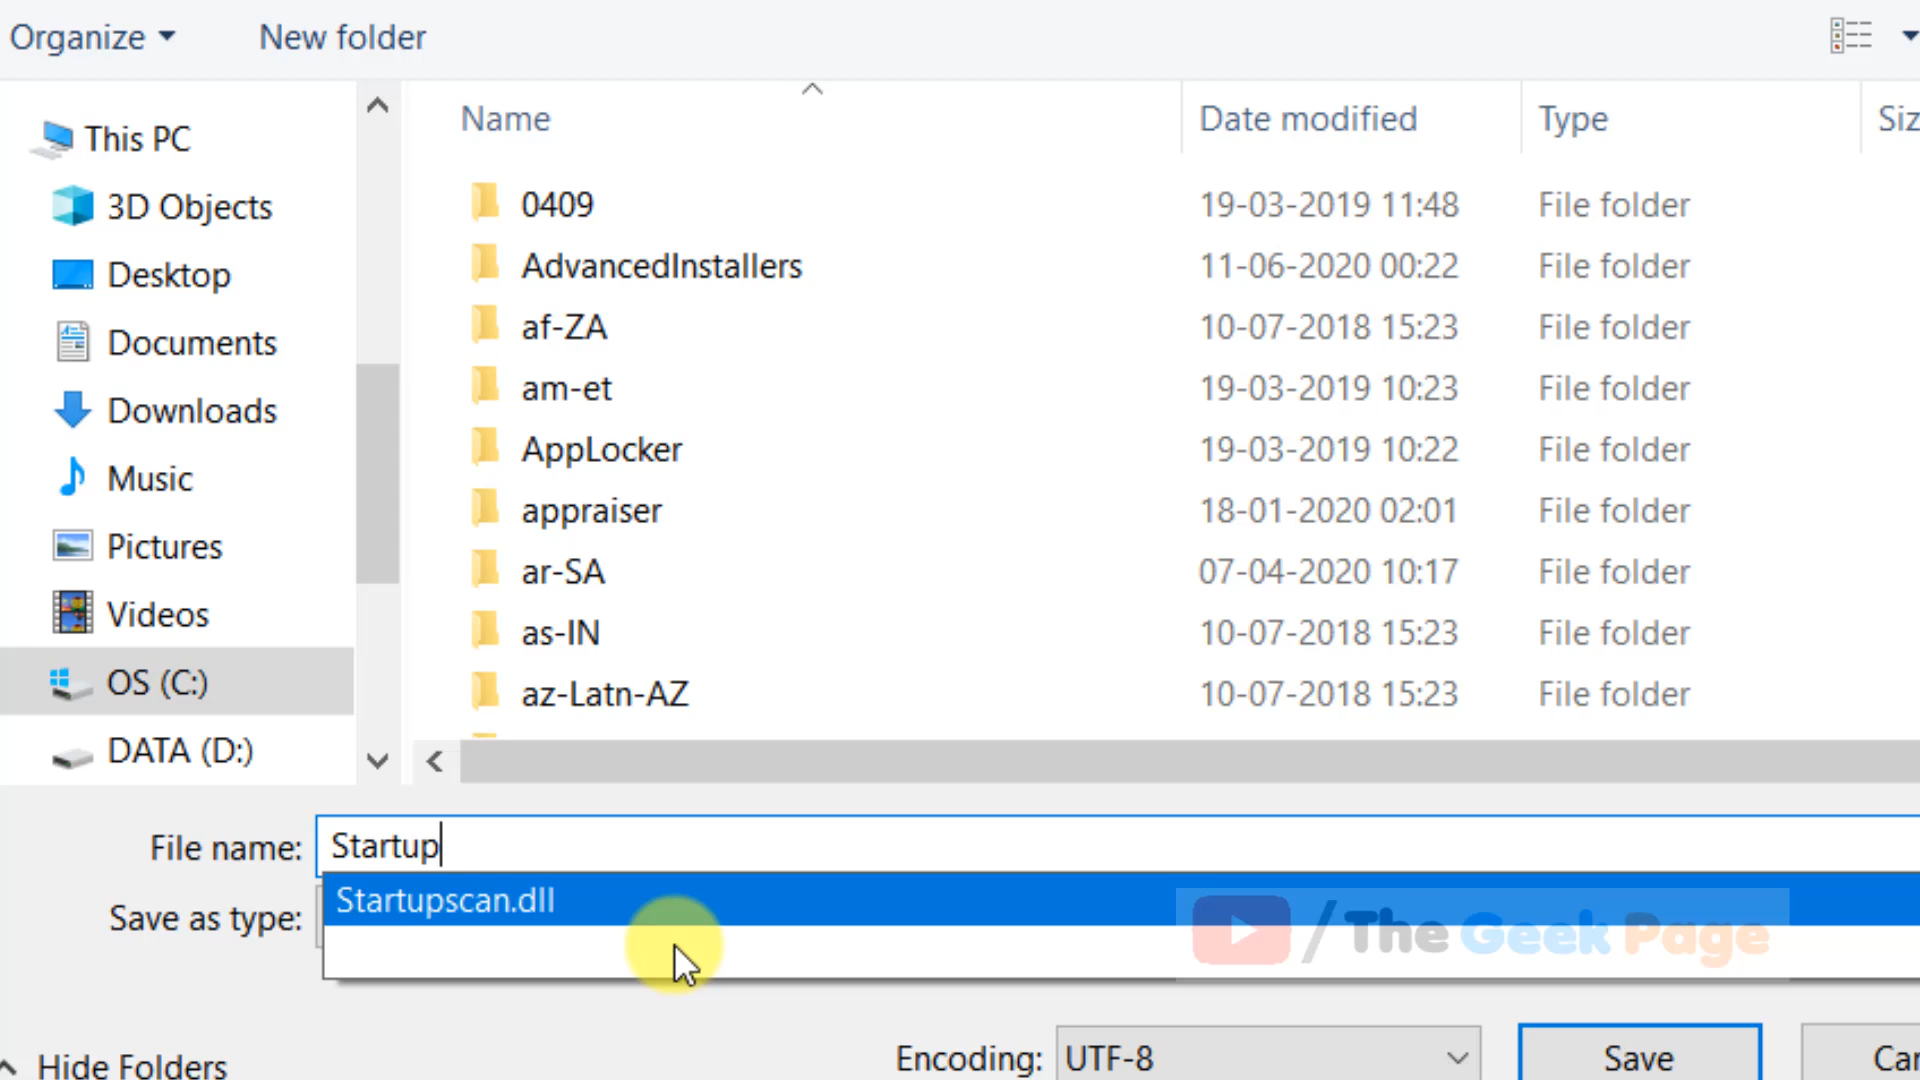 Organize New folder
Name Date modified Type Siz
This PC
3D Objects
Desktop
Documents
Downloads
Music
Pictures
Videos
OS (C:)
DATA (D:)
0409 19-03-2019 11:48 File folder
AdvancedInstallers 11-06-2020 00:22 File folder
af-ZA 10-07-2018 15:23 File folder
am-et 19-03-2019 10:23 File folder
AppLocker 19-03-2019 10:22 File folder
appraiser 18-01-2020 02:01 File folder
ar-SA 07-04-2020 10:17 File folder
as-IN 10-07-2018 15:23 File folder
az-Latn-AZ 10-07-2018 15:23 File folder
File name: Startup
Startupscan.dll
Save as type:
/The Geek Page
Hide Folders Encoding: UTF-8 Save Can